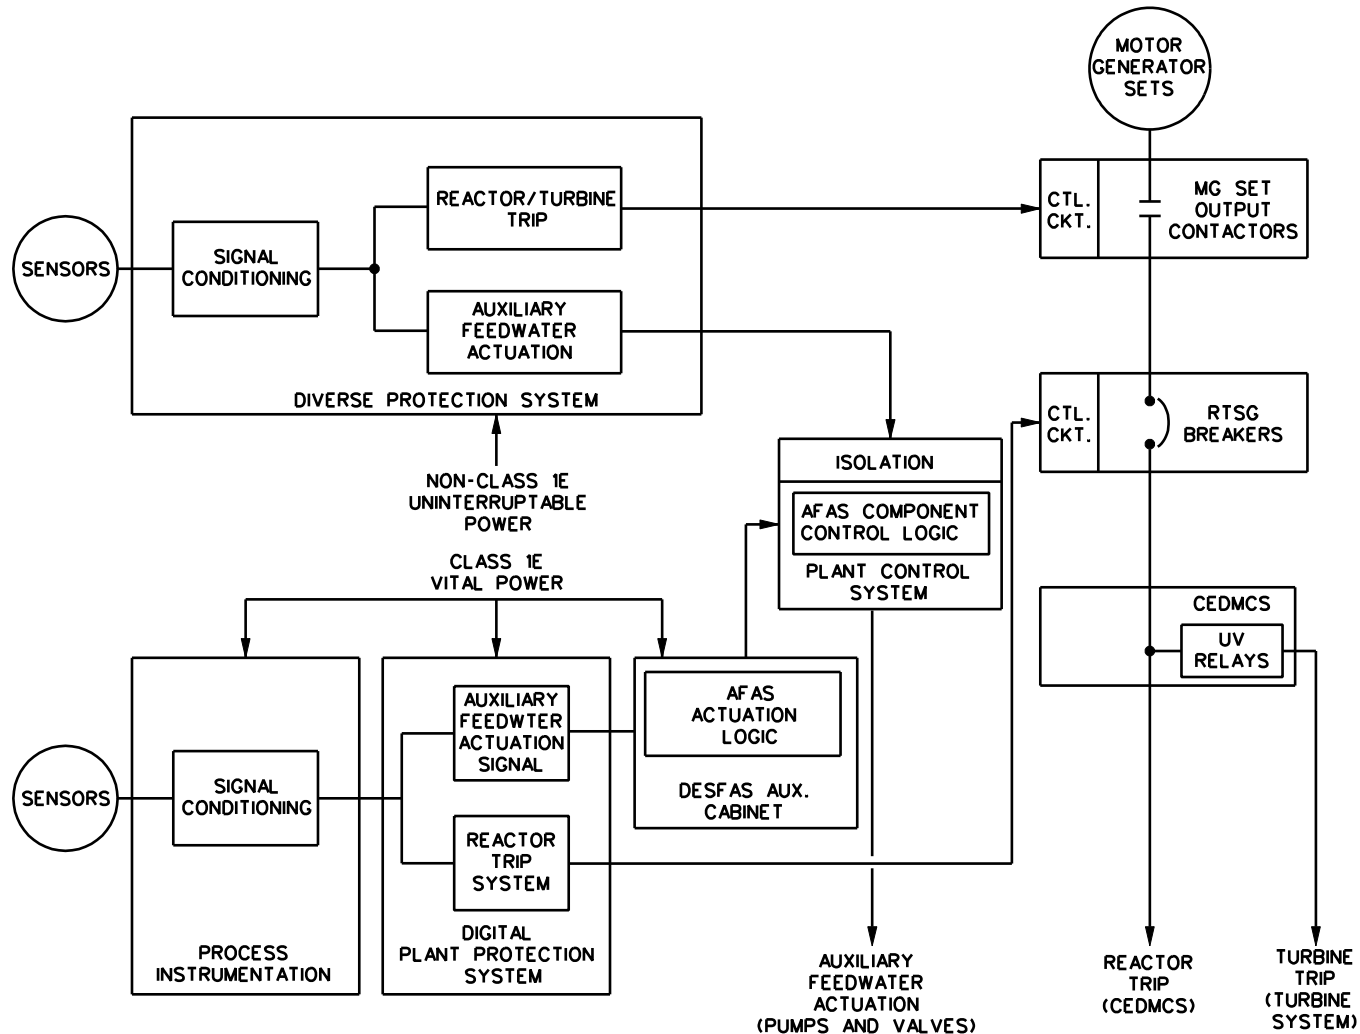 MOTOR
GENERATOR
SETS
CTL.
CKT.
MG SET
OUTPUT
CONTACTORS
REACTOR/TURBINE
TRIP
SENSORS
SIGNAL
CONDITIONING
AUXILIARY
FEEDWATER
ACTUATION
DIVERSE PROTECTION SYSTEM
CTL.
CKT.
RTSG
BREAKERS
NON-CLASS 1E
UNINTERRUPTABLE
POWER
ISOLATION
AFAS COMPONENT
CONTROL LOGIC
PLANT CONTROL
SYSTEM
CLASS 1E
VITAL POWER
CEDMCS
UV
RELAYS
AUXILIARY
FEEDWTER
ACTUATION
SIGNAL
AFAS
ACTUATION
LOGIC
DESFAS AUX.
CABINET
SENSORS
SIGNAL
CONDITIONING
REACTOR
TRIP
SYSTEM
PROCESS
INSTRUMENTATION
DIGITAL
PLANT PROTECTION
SYSTEM
AUXILIARY
FEEDWATER
ACTUATION
(PUMPS AND VALVES)
REACTOR
TRIP
(CEDMCS)
TURBINE
TRIP
(TURBINE
SYSTEM)